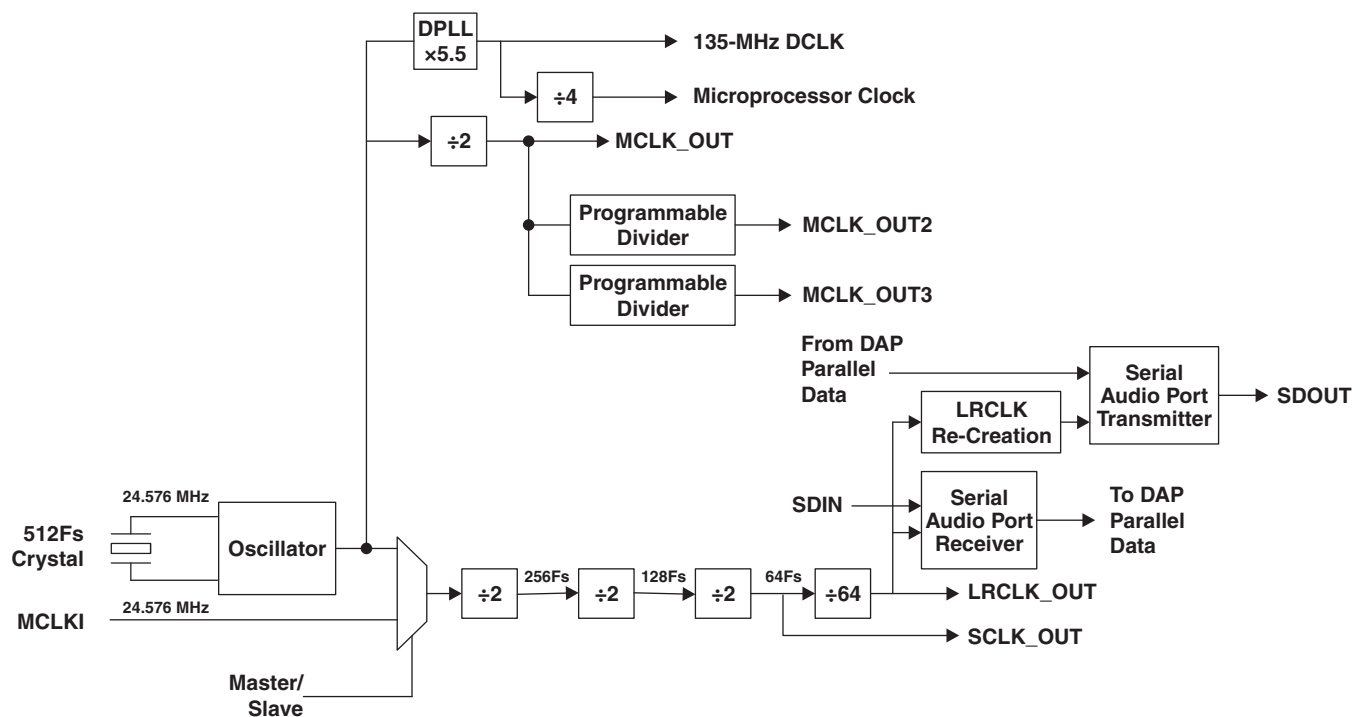 DPLL
×5.5
135-MHz DCLK
÷4
Microprocessor Clock
÷2
MCLK_OUT
Programmable
Divider
MCLK_OUT2
Programmable
Divider
MCLK_OUT3
From DAP
Parallel
Data
Serial
Audio Port
Transmitter
SDOUT
LRCLK
Re-Creation
24.576 MHz
512Fs
Crystal
Oscillator
SDIN
Serial
Audio Port
Receiver
To DAP
Parallel
Data
MCLKI
24.576 MHz
÷2
256Fs
÷2
128Fs
÷2
64Fs
÷64
LRCLK_OUT
SCLK_OUT
Master/
Slave